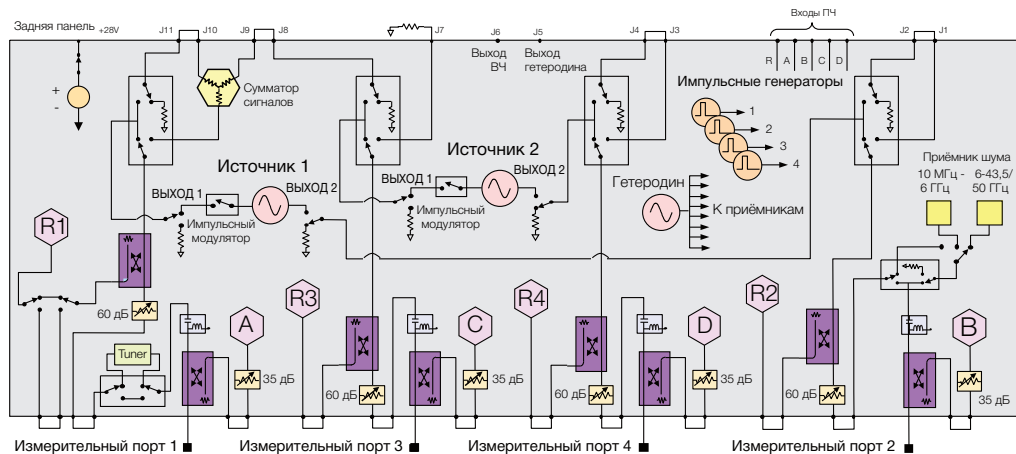 Задняя панель
+28V
J11
J10
J9
J8
J7
J6
J5
J4
J3
Входы ПЧ
J2
J1
Выход
ВЧ
Выход
гетеродина
R
A
B
C
D
+
-
Сумматор
сигналов
Импульсные генераторы
1
2
3
4
Источник 1
ВЫХОД 1
ВЫХОД 2
Импульсный
модулятор
Источник 2
ВЫХОД 1
ВЫХОД 2
Импульсный
модулятор
Гетеродин
К приёмникам
Приёмник шума
10 МГц -
6 ГГц
6-43,5/
50 ГГц
R1
60 дБ
Tuner
A
35 дБ
R3
60 дБ
C
35 дБ
R4
60 дБ
D
35 дБ
R2
60 дБ
B
35 дБ
Измерительный порт 1
Измерительный порт 3
Измерительный порт 4
Измерительный порт 2